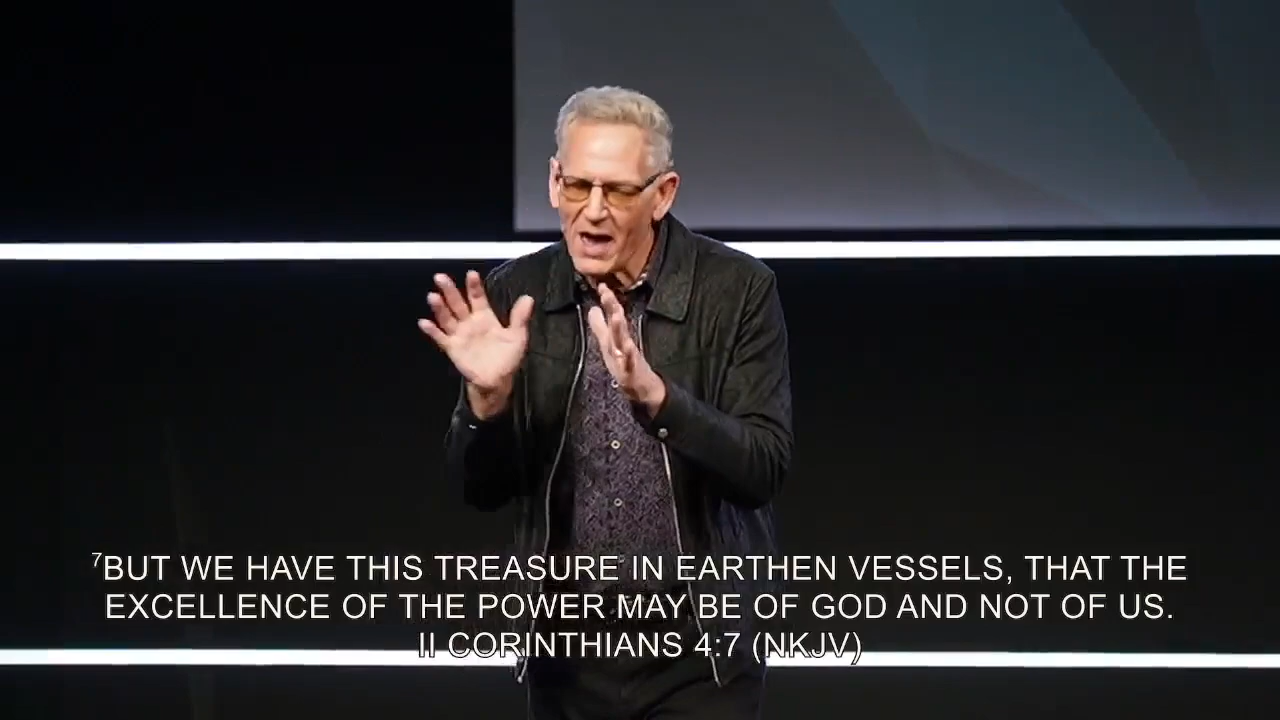 ⁷BUT WE HAVE THIS TREASURE IN EARTHEN VESSELS, THAT THE
EXCELLENCE OF THE POWER MAY BE OF GOD AND NOT OF US.
II CORINTHIANS 4:7 (NKJV)